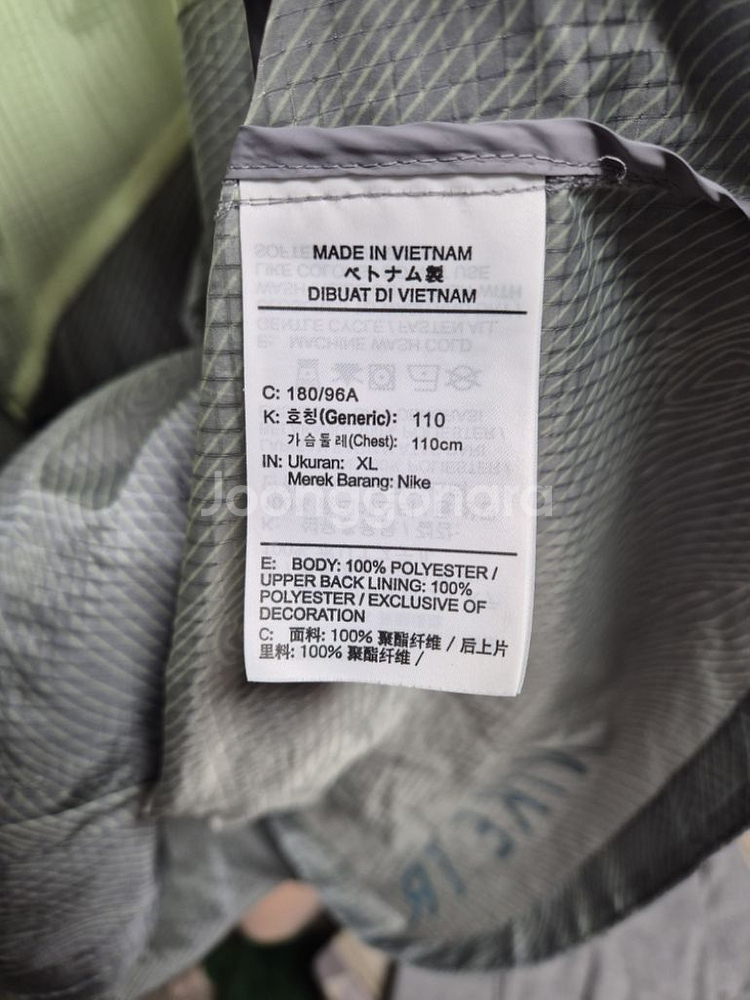 MADE IN VIETNAM
ベトナム製
DIBUAT DI VIETNAM
C: 180/96A
K: 호칭(Generic): 110
가슴둘레(Chest): 110cm
IN: Ukuran: XL
Merek Barang: Nike
Joonggonara
E: BODY: 100% POLYESTER /
UPPER BACK LINING: 100%
POLYESTER / EXCLUSIVE OF
DECORATION
C: 面料: 100% 聚酯纤维 / 后上片
里料: 100% 聚酯纤维 /